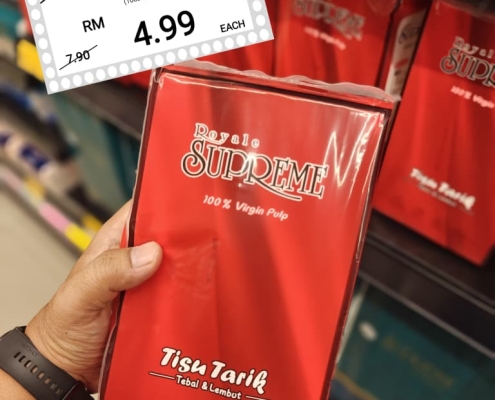 RM
7.90
4.99
EACH
Royale
SUPREME
100% Virgin Pulp
Tisu Tarik
Tebal & Lembut
Royale
SUPREME
100% Virgin Pulp
Tisu Tarik
SUPREME